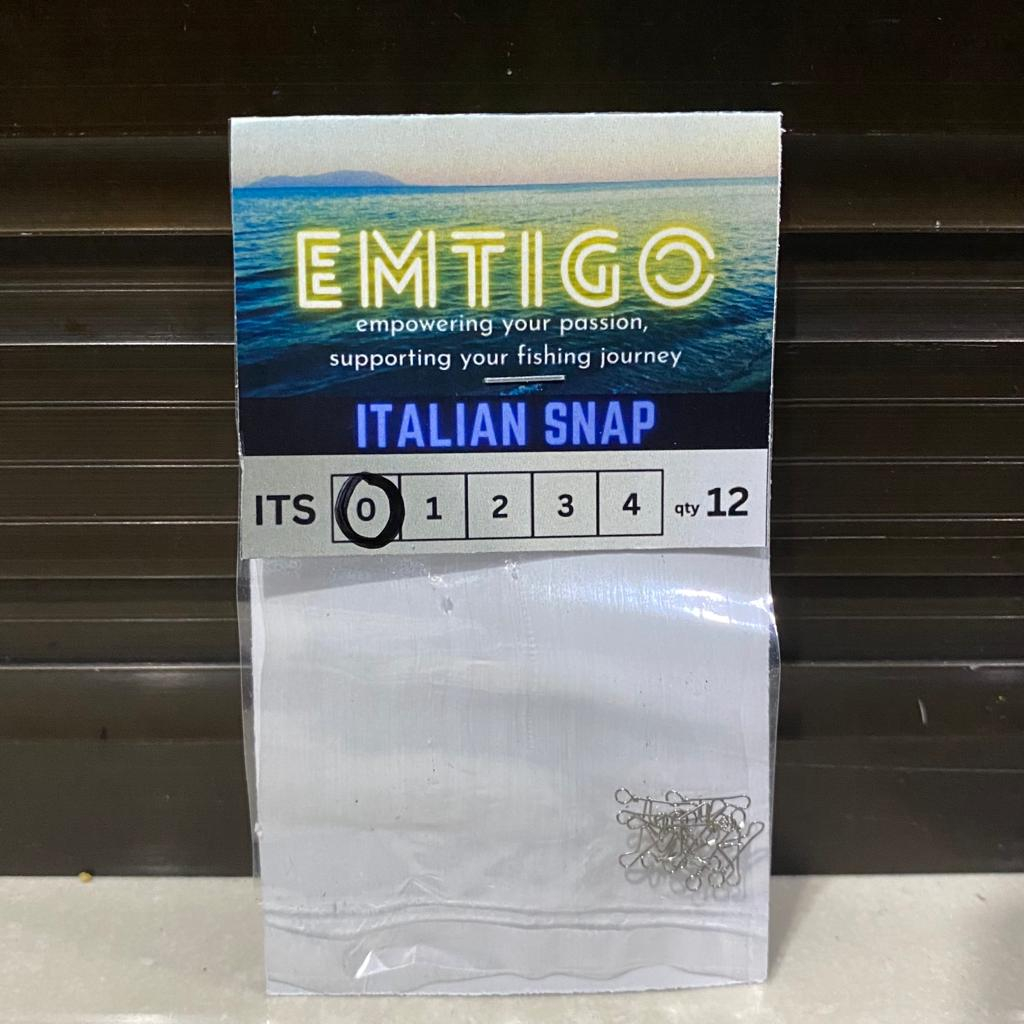 EMTIGO
empowering your passion,
supporting your fishing journey
ITALIAN SNAP
ITS 0 1 2 3 4 qty 12